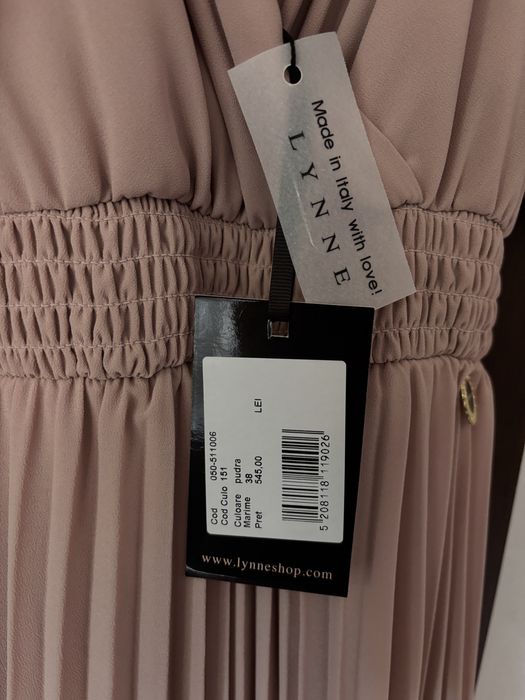 Made in Italy with love!
LYNNE
Cod 050-511006
Cod Culo 151
Culoare pudra
Marime 38
Pret 545.00 LEI
5 208118 119026
www.lynneshop.com